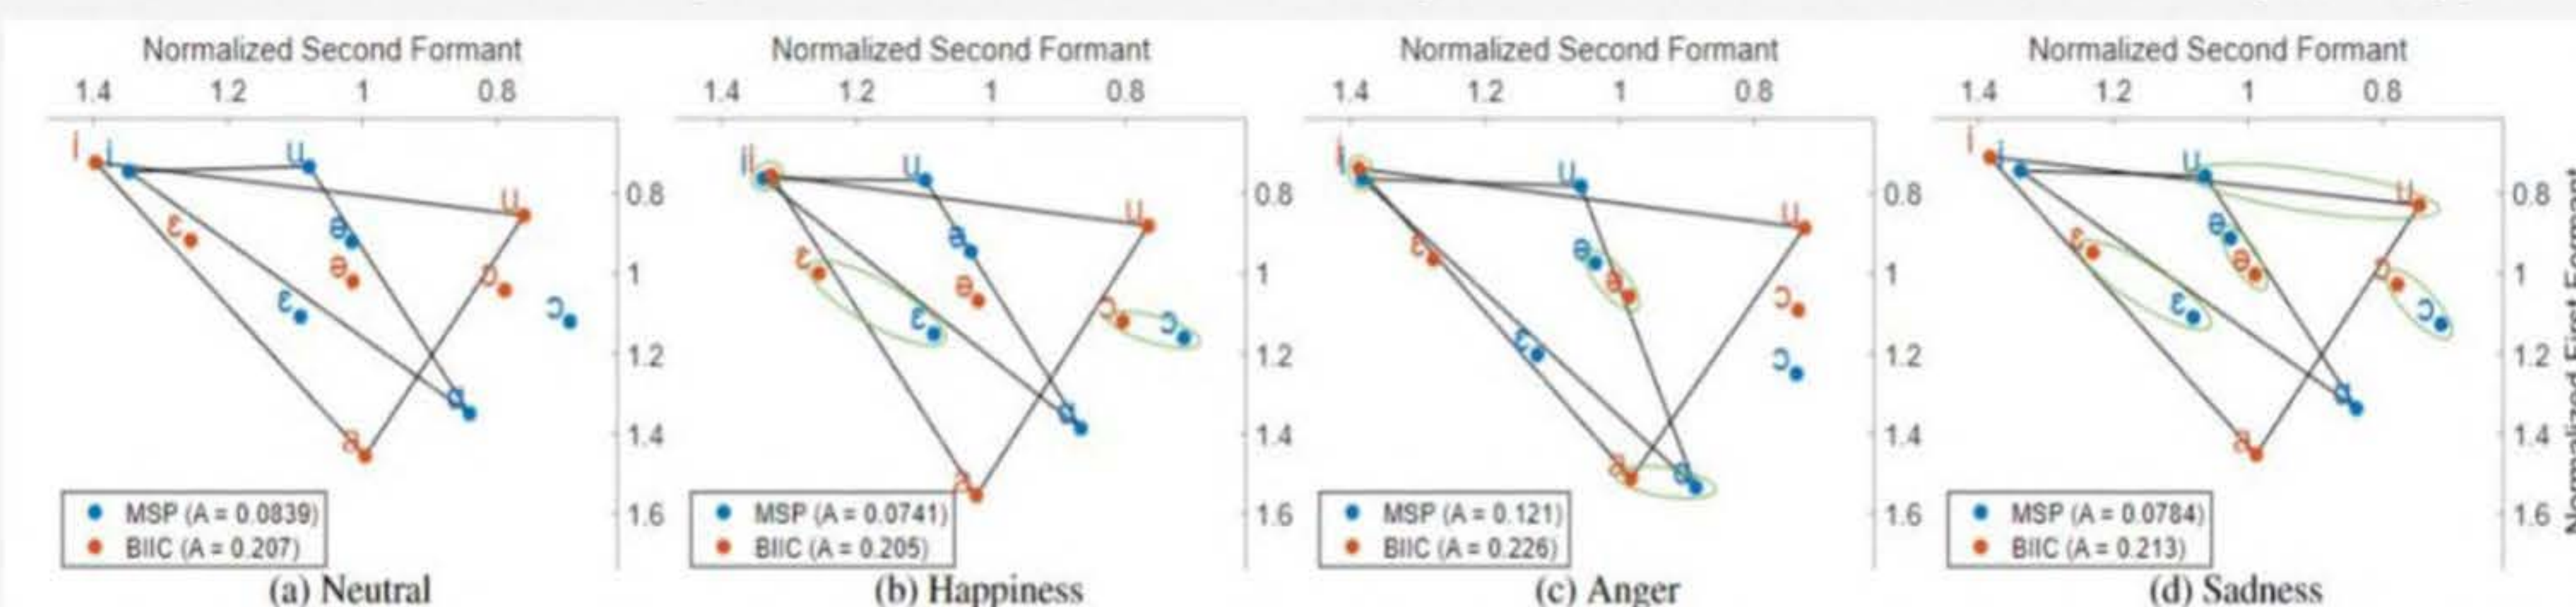 Normalized Second Formant
1.4 1.2 1 0.8
i i u u
ɛ e e ɔ ɔ
ɛ
a ɑ
0.8
1
1.2
1.4
1.6
MSP (A = 0.0839)
BIIC (A = 0.207)
(a) Neutral
Normalized Second Formant
1.4 1.2 1 0.8
i i u u
ɛ e e ɔ ɔ
ɛ
a ɑ
0.8
1
1.2
1.4
1.6
MSP (A = 0.0741)
BIIC (A = 0.205)
(b) Happiness
Normalized Second Formant
1.4 1.2 1 0.8
i i u u
ɛ e e ɔ
ɛ ɔ
a ɑ
0.8
1
1.2
1.4
1.6
MSP (A = 0.121)
BIIC (A = 0.226)
(c) Anger
Normalized Second Formant
1.4 1.2 1 0.8
i i u u
ɛ e e ɔ ɔ
ɛ
a ɑ
0.8
1
1.2
1.4
1.6
Normalized First Formant
MSP (A = 0.0784)
BIIC (A = 0.213)
(d) Sadness